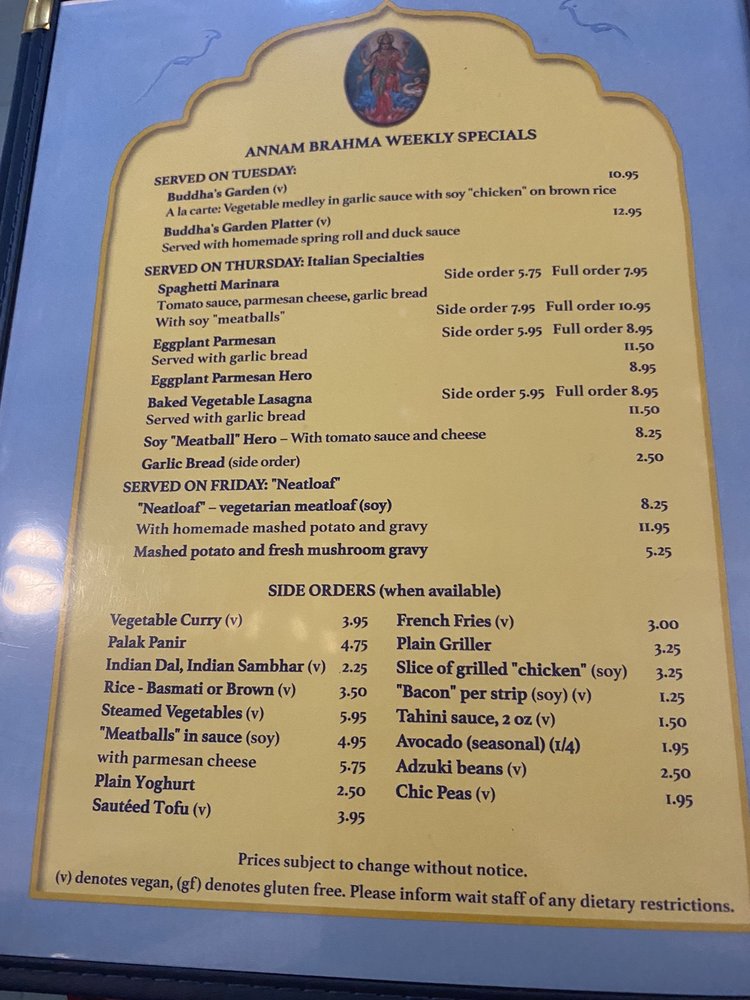 ANNAM BRAHMA WEEKLY SPECIALS
SERVED ON TUESDAY:
Buddha's Garden (v) 10.95
A la carte: Vegetable medley in garlic sauce with soy "chicken" on brown rice
Buddha's Garden Platter (v) 12.95
Served with homemade spring roll and duck sauce
SERVED ON THURSDAY: Italian Specialties
Spaghetti Marinara Side order 5.75 Full order 7.95
Tomato sauce, parmesan cheese, garlic bread
With soy "meatballs" Side order 7.95 Full order 10.95
Eggplant Parmesan Side order 5.95 Full order 8.95
Served with garlic bread 11.50
Eggplant Parmesan Hero 8.95
Baked Vegetable Lasagna Side order 5.95 Full order 8.95
Served with garlic bread 11.50
Soy "Meatball" Hero – With tomato sauce and cheese 8.25
Garlic Bread (side order) 2.50
SERVED ON FRIDAY: "Neatloaf"
"Neatloaf" – vegetarian meatloaf (soy) 8.25
With homemade mashed potato and gravy 11.95
Mashed potato and fresh mushroom gravy 5.25
SIDE ORDERS (when available)
Vegetable Curry (v) 3.95
Palak Panir 4.75
Indian Dal, Indian Sambhar (v) 2.25
Rice - Basmati or Brown (v) 3.50
Steamed Vegetables (v) 5.95
"Meatballs" in sauce (soy) 4.95
with parmesan cheese 5.75
Plain Yoghurt 2.50
Sautéed Tofu (v) 3.95
French Fries (v) 3.00
Plain Griller 3.25
Slice of grilled "chicken" (soy) 3.25
"Bacon" per strip (soy) (v) 1.25
Tahini sauce, 2 oz (v) 1.50
Avocado (seasonal) (1/4) 1.95
Adzuki beans (v) 2.50
Chic Peas (v) 1.95
Prices subject to change without notice.
(v) denotes vegan, (gf) denotes gluten free. Please inform wait staff of any dietary restrictions.